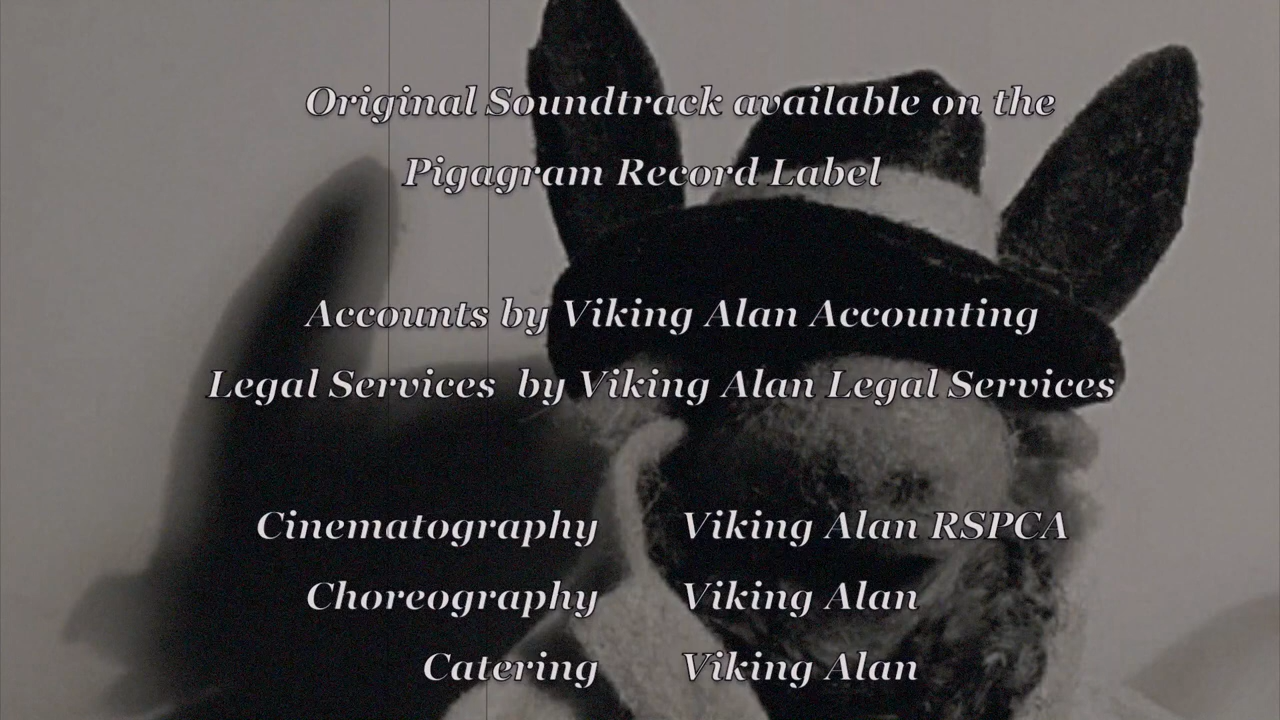 Original Soundtrack available on the
Pigagram Record Label
Accounts by Viking Alan Accounting
Legal Services by Viking Alan Legal Services
Cinematography Viking Alan RSPCA
Choreography Viking Alan
Catering Viking Alan